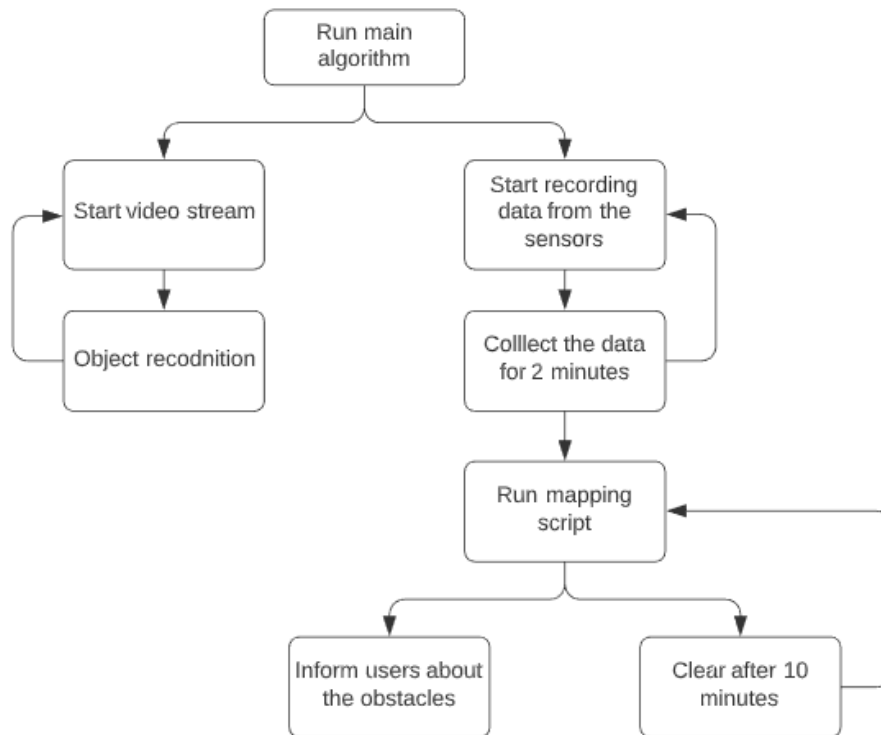 Run main
algorithm
Start video stream
Start recording
data from the
sensors
Object recodnition
Colllect the data
for 2 minutes
Run mapping
script
Inform users about
the obstacles
Clear after 10
minutes